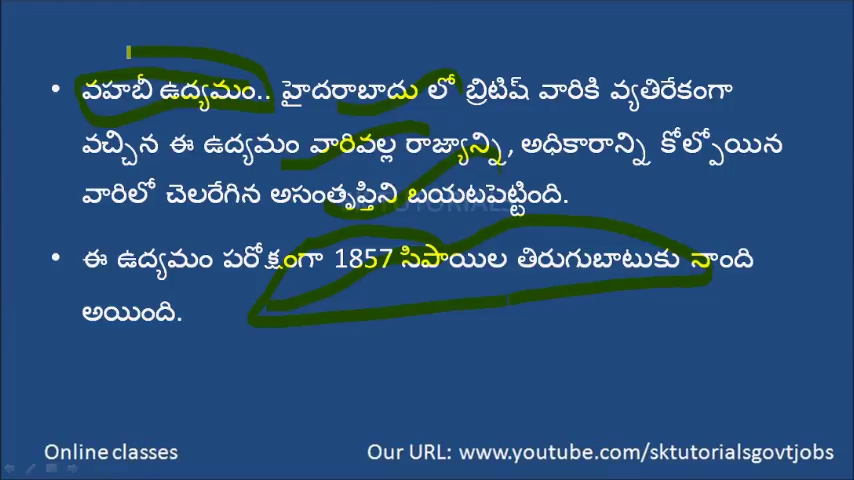 • వహబీ ఉద్యమం.. హైదరాబాదు లో బ్రిటిష్ వారికి వ్యతిరేకంగా
వచ్చిన ఈ ఉద్యమం వారివల్ల రాజ్యాన్ని, అధికారాన్ని కోల్పోయిన
వారిలో చెలరేగిన అసంతృప్తిని బయటపెట్టింది.
• ఈ ఉద్యమం పరోక్షంగా 1857 సిపాయిల తిరుగుబాటుకు నాంది
అయింది.
Online classes Our URL: www.youtube.com/sktutorialsgovtjobs